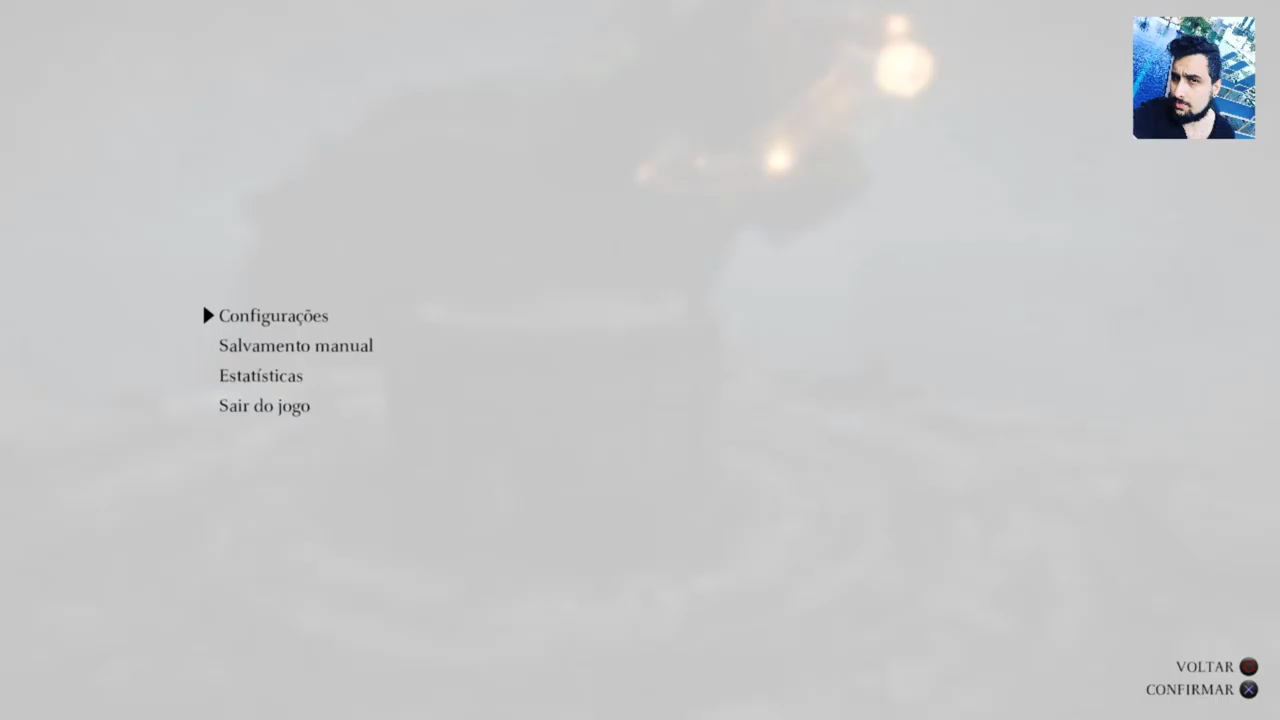 Configurações
Salvamento manual
Estatísticas
Sair do jogo
VOLTAR
CONFIRMAR